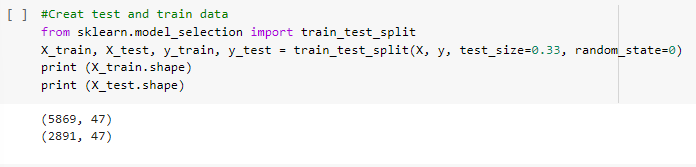 [ ] #Creat test and train data
from sklearn.model_selection import train_test_split
X_train, X_test, y_train, y_test = train_test_split(X, y, test_size=0.33, random_state=0)
print (X_train.shape)
print (X_test.shape)
(5869, 47)
(2891, 47)